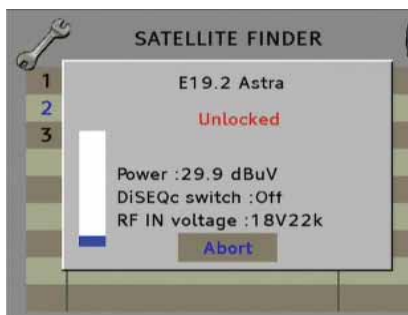 SATELLITE FINDER
1
E19.2 Astra
2
Unlocked
3
Power :29.9 dBuV
DiSEQc switch :Off
RF IN voltage :18V22k
Abort